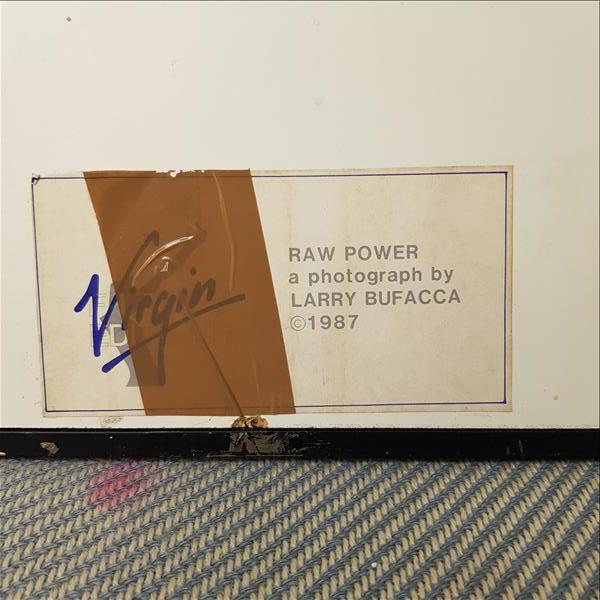 Virgin
RAW POWER
a photograph by
LARRY BUFACCA
©1987